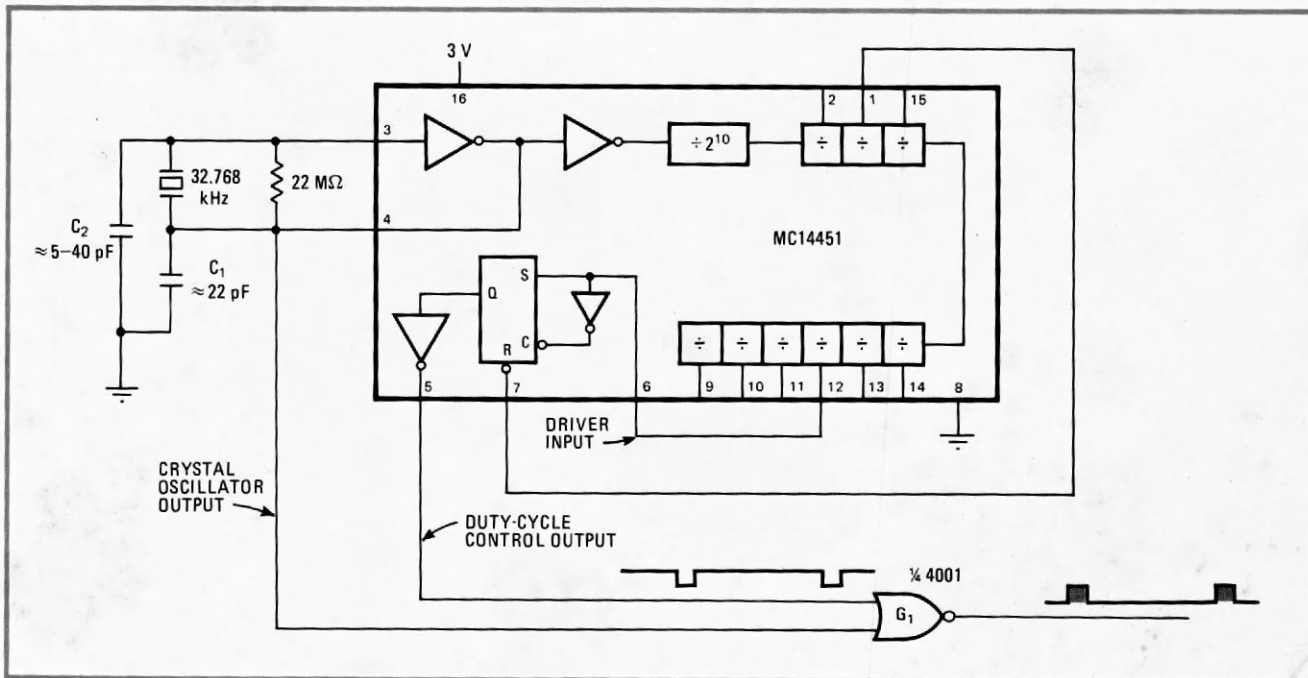 3 V
16
2
1
15
3
÷ 2¹⁰
÷ ÷ ÷
32.768
kHz
22 MΩ
4
C₂
≈ 5–40 pF
C₁
≈ 22 pF
MC14451
Q
S
C
R
÷ ÷ ÷ ÷ ÷ ÷
5
7
6
9
10
11
12
13
14
8
DRIVER
INPUT
CRYSTAL
OSCILLATOR
OUTPUT
DUTY-CYCLE
CONTROL OUTPUT
¼ 4001
G₁